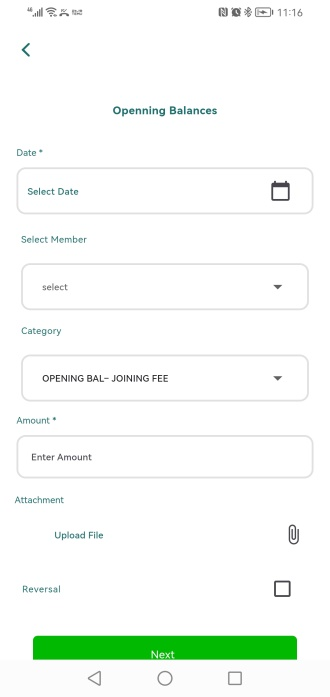 11:16
Openning Balances
Date *
Select Date
Select Member
select
Category
OPENING BAL- JOINING FEE
Amount *
Enter Amount
Attachment
Upload File
Reversal
Next